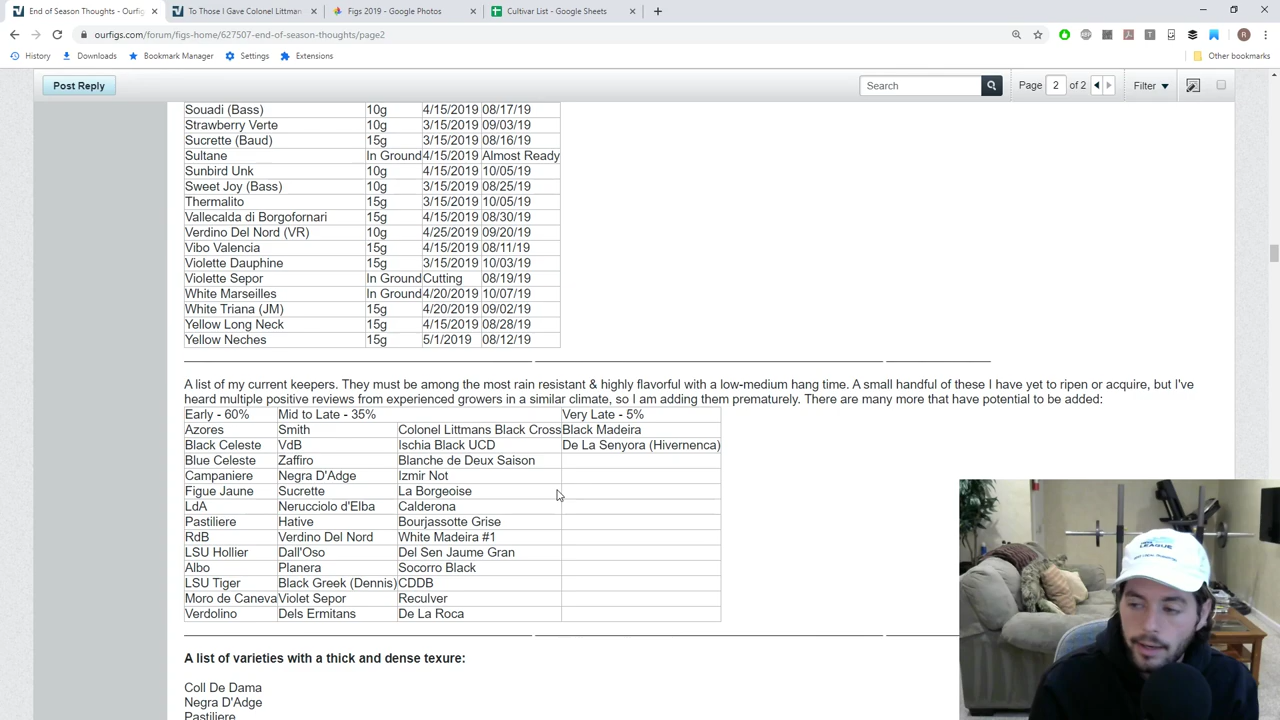 End of Season Thoughts - OurFigs × To Those I Gave Colonel Littman × Figs 2019 - Google Photos × Cultivar List - Google Sheets × +
ourfigs.com/forum/figs-home/627507-end-of-season-thoughts/page2
History Downloads Bookmark Manager Settings Extensions Other bookmarks
Post Reply Search Page 2 of 2 Filter
Souadi (Bass) 10g 4/15/2019 08/17/19
Strawberry Verte 10g 3/15/2019 09/03/19
Sucrette (Baud) 15g 3/15/2019 08/16/19
Sultane In Ground 4/15/2019 Almost Ready
Sunbird Unk 10g 4/15/2019 10/05/19
Sweet Joy (Bass) 10g 3/15/2019 08/25/19
Thermalito 15g 3/15/2019 10/05/19
Vallecalda di Borgofornari 15g 4/15/2019 08/30/19
Verdino Del Nord (VR) 10g 4/25/2019 09/20/19
Vibo Valencia 15g 4/15/2019 08/11/19
Violette Dauphine 15g 3/15/2019 10/03/19
Violette Sepor In Ground Cutting 08/19/19
White Marseilles In Ground 4/20/2019 10/07/19
White Triana (JM) 15g 4/20/2019 09/02/19
Yellow Long Neck 15g 4/15/2019 08/28/19
Yellow Neches 15g 5/1/2019 08/12/19
A list of my current keepers. They must be among the most rain resistant & highly flavorful with a low-medium hang time. A small handful of these I have yet to ripen or acquire, but I've
heard multiple positive reviews from experienced growers in a similar climate, so I am adding them prematurely. There are many more that have potential to be added:
Early - 60% Mid to Late - 35% Very Late - 5%
Azores Smith Colonel Littmans Black Cross Black Madeira
Black Celeste VdB Ischia Black UCD De La Senyora (Hivernenca)
Blue Celeste Zaffiro Blanche de Deux Saison
Campaniere Negra D'Adge Izmir Not
Figue Jaune Sucrette La Borgeoise
LdA Nerucciolo d'Elba Calderona
Pastiliere Hative Bourjassotte Grise
RdB Verdino Del Nord White Madeira #1
LSU Hollier Dall'Oso Del Sen Jaume Gran
Albo Planera Socorro Black
LSU Tiger Black Greek (Dennis) CDDB
Moro de Caneva Violet Sepor Reculver
Verdolino Dels Ermitans De La Roca
A list of varieties with a thick and dense texure:
Coll De Dama
Negra D'Adge
Pastiliere